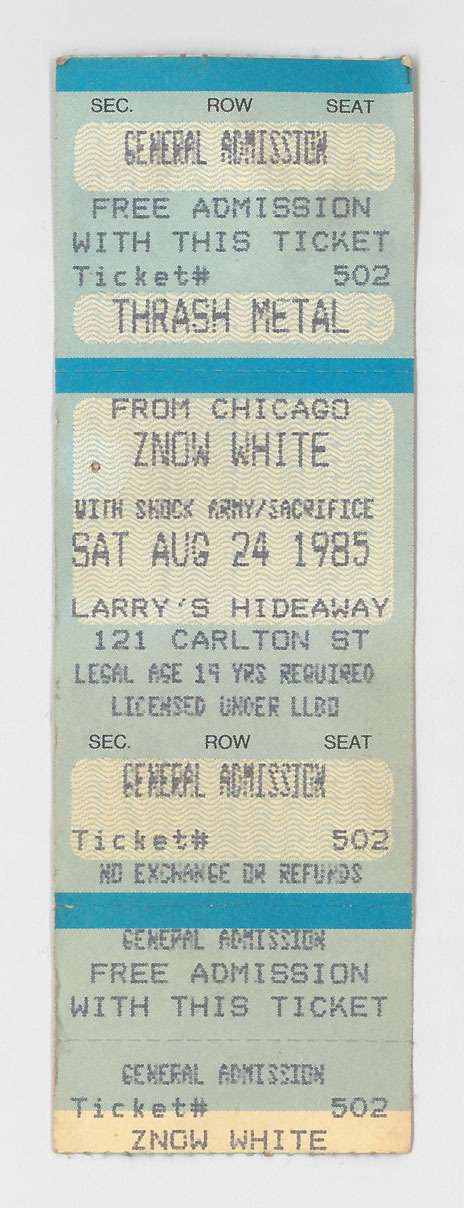 SEC. ROW SEAT
GENERAL ADMISSION
FREE ADMISSION
WITH THIS TICKET
Ticket# 502
THRASH METAL
FROM CHICAGO
ZNOW WHITE
WITH SHOCK ARMY/SACRIFICE
SAT AUG 24 1985
LARRY'S HIDEAWAY
121 CARLTON ST
LEGAL AGE 19 YRS REQUIRED
LICENSED UNDER LLBO
SEC. ROW SEAT
GENERAL ADMISSION
Ticket# 502
NO EXCHANGE OR REFUNDS
GENERAL ADMISSION
FREE ADMISSION
WITH THIS TICKET
GENERAL ADMISSION
Ticket# 502
ZNOW WHITE